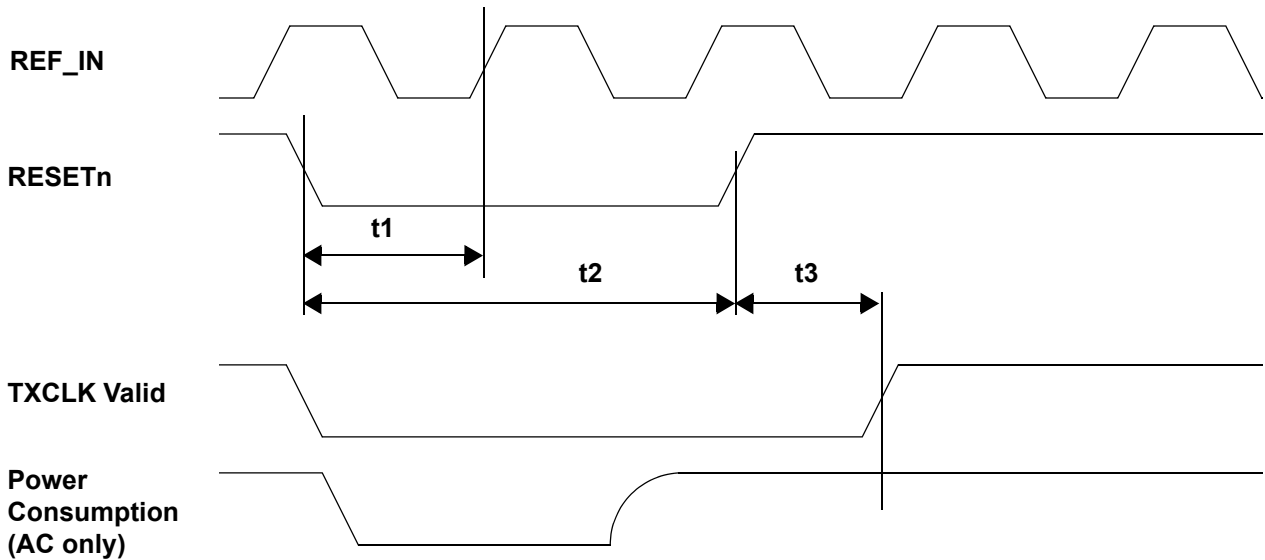 REF_IN
RESETn
t1
t2
t3
TXCLK Valid
Power
Consumption
(AC only)